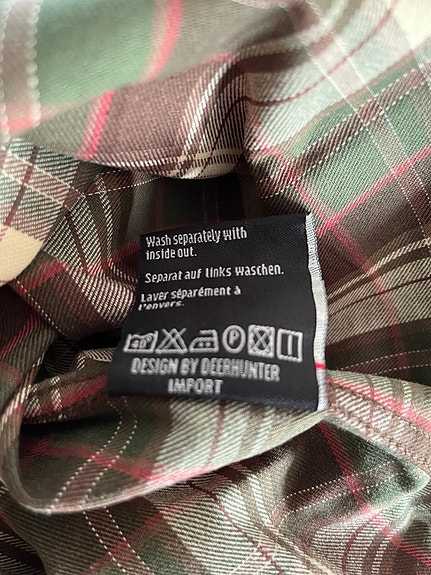 Wash separately with
inside out.
Separat auf links waschen.
Laver séparément à
l'envers.
DESIGN BY DEERHUNTER
IMPORT